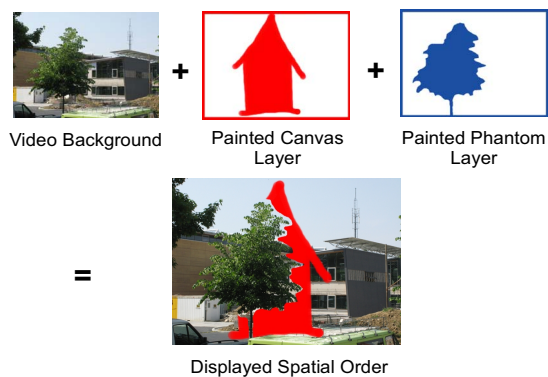 +
+
Video Background
Painted Canvas
Layer
Painted Phantom
Layer
=
Displayed Spatial Order